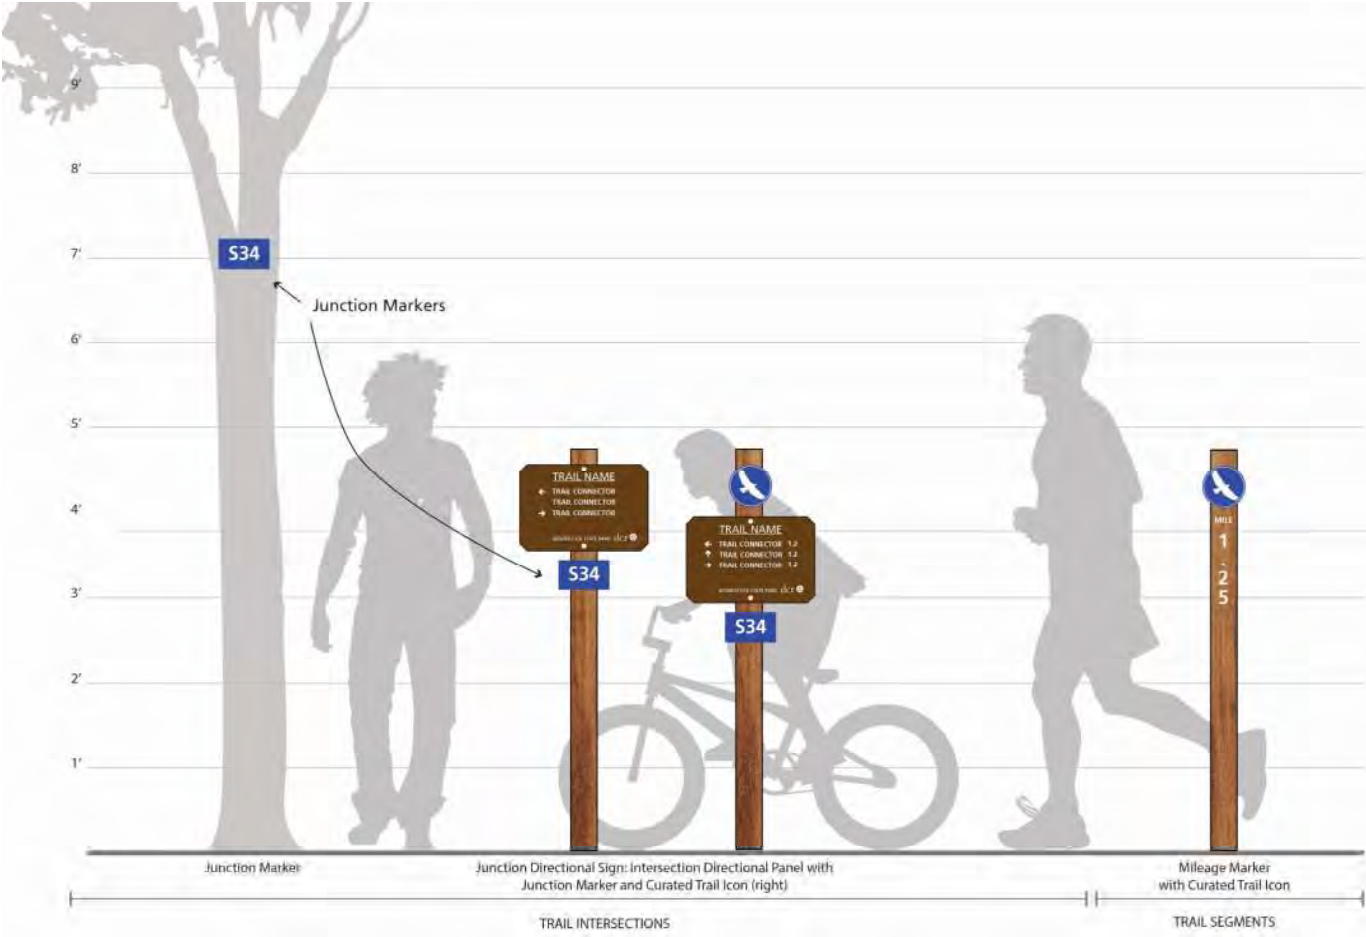 9'
8'
7'
S34
Junction Markers
6'
5'
TRAIL NAME
← TRAIL CONNECTOR
TRAIL CONNECTOR
→ TRAIL CONNECTOR
dcr
4'
TRAIL NAME
← TRAIL CONNECTOR 1.2
↑ TRAIL CONNECTOR 1.2
→ TRAIL CONNECTOR 1.2
dcr
MILE
1
.
2
5
S34
3'
S34
2'
1'
Junction Marker
Junction Directional Sign: Intersection Directional Panel with
Junction Marker and Curated Trail Icon (right)
Mileage Marker
with Curated Trail Icon
TRAIL INTERSECTIONS
TRAIL SEGMENTS